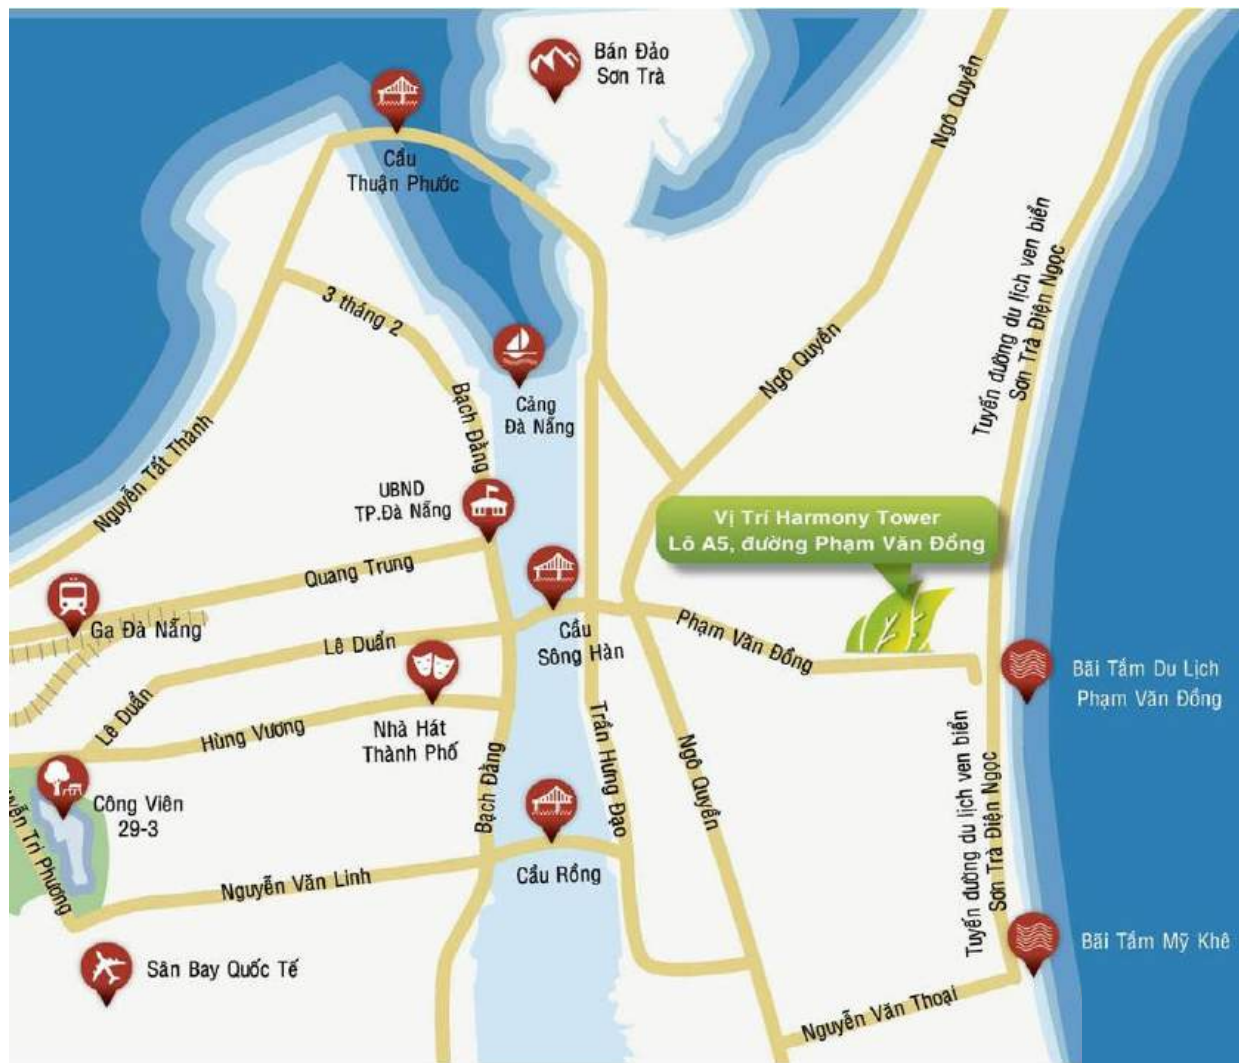 Bán Đảo
Sơn Trà
Ngô Quyền
Cầu
Thuận Phước
Tuyến đường du lịch ven biển
Sơn Trà Điện Ngọc
3 tháng 2
Ngô Quyền
Cảng
Đà Nẵng
Bạch Đằng
Nguyễn Tất Thành
UBND
TP.Đà Nẵng
Vị Trí Harmony Tower
Lô A5, đường Phạm Văn Đồng
Quang Trung
Ga Đà Nẵng
Lê Duẩn
Cầu
Sông Hàn
Phạm Văn Đồng
Bãi Tắm Du Lịch
Phạm Văn Đồng
Lê Duẩn
Hùng Vương
Nhà Hát
Thành Phố
Bạch Đằng
Trần Hưng Đạo
Ngô Quyền
Tuyến đường du lịch ven biển
Sơn Trà Điện Ngọc
Công Viên
29-3
Tri Phương
Nguyễn Văn Linh
Cầu Rồng
Bãi Tắm Mỹ Khê
Sân Bay Quốc Tế
Nguyễn Văn Thoại